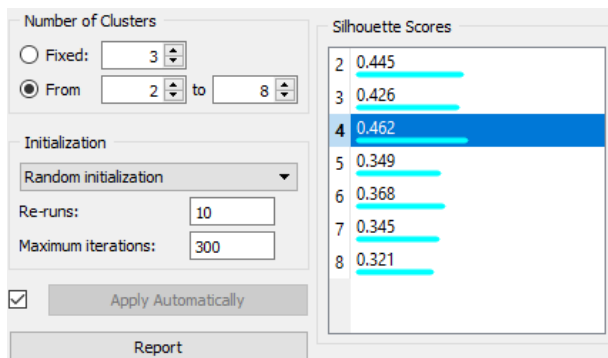 Number of Clusters
Fixed: 3
From 2 to 8
Initialization
Random initialization
Re-runs: 10
Maximum iterations: 300
Apply Automatically
Report
Silhouette Scores
2 0.445
3 0.426
4 0.462
5 0.349
6 0.368
7 0.345
8 0.321